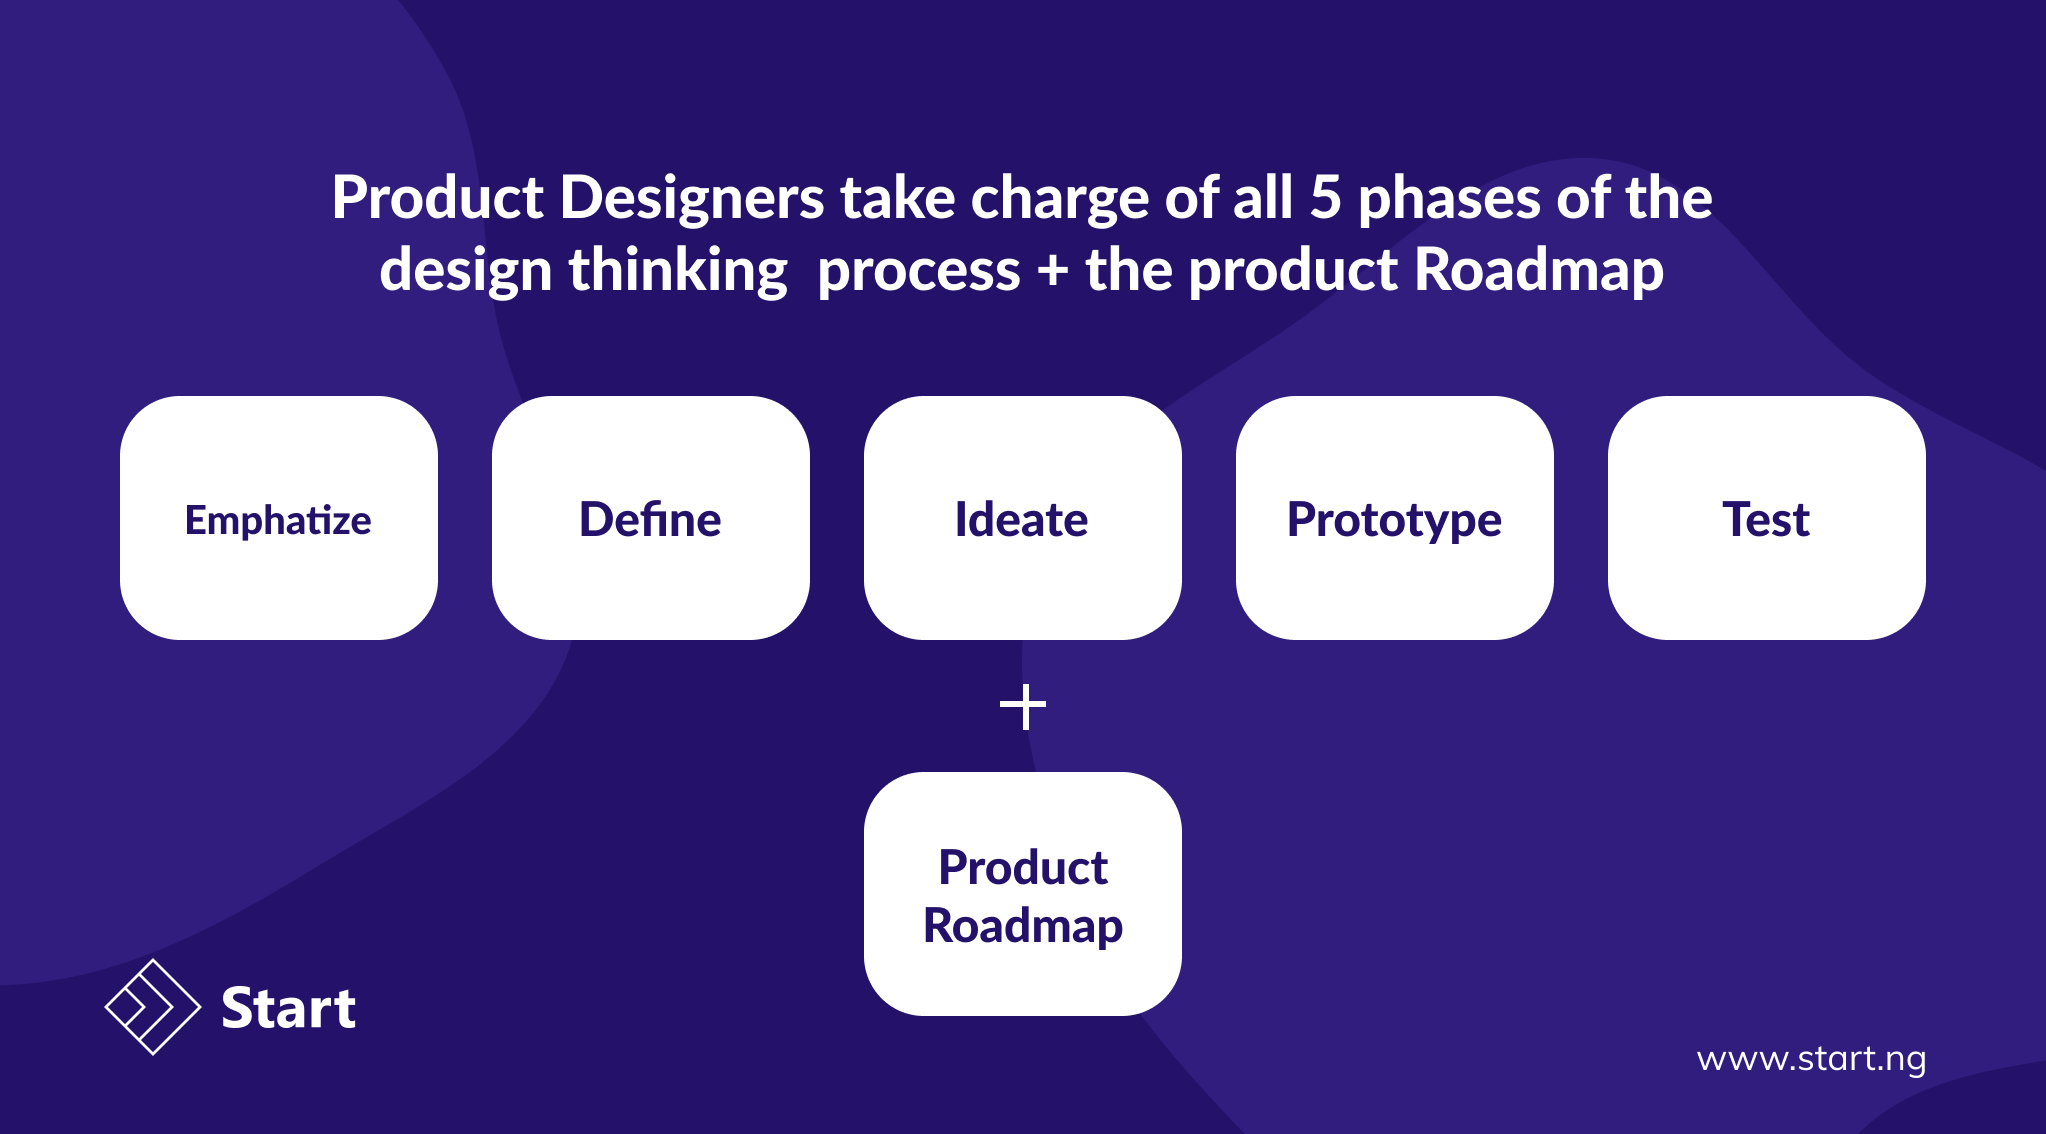 Product Designers take charge of all 5 phases of the
design thinking  process + the product Roadmap
Emphatize
Define
Ideate
Prototype
Test
+
Product
Roadmap
Start
www.start.ng